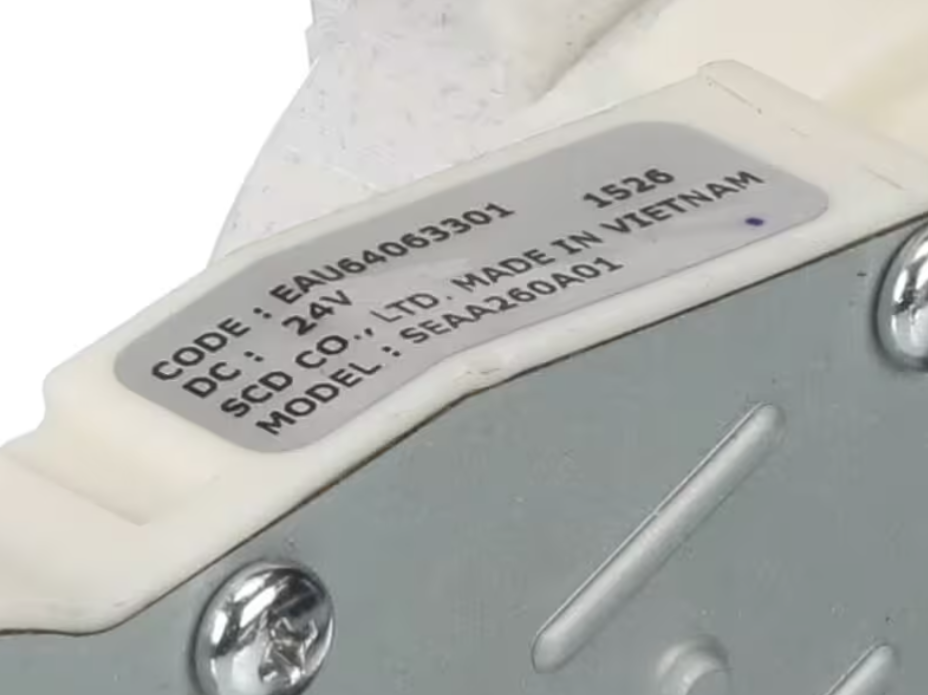 CODE : EAU64063301 1526
DC : 24V
SCD CO., LTD. MADE IN VIETNAM
MODEL : SEAA260A01